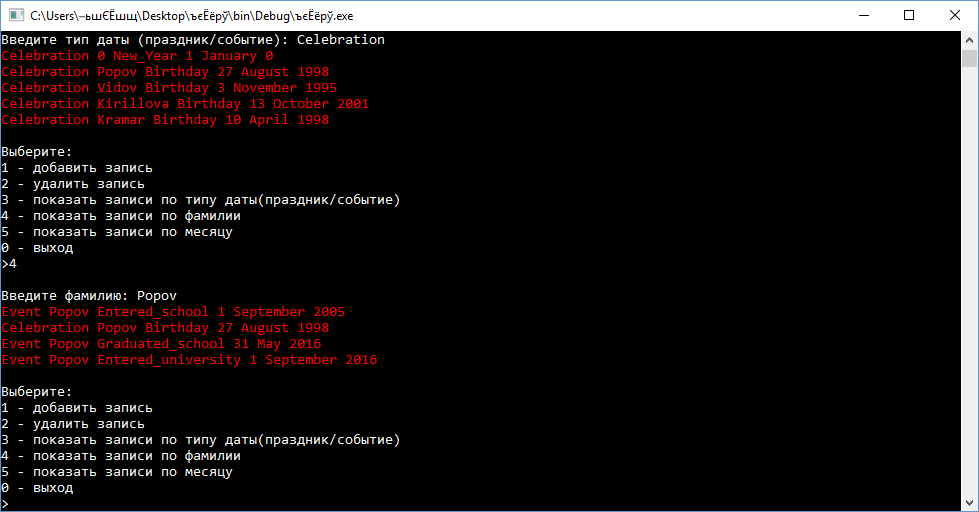 C:\Users\–ьшЄЁшщ\Desktop\ъєЁёрў\bin\Debug\ъєЁёрў.exe
Введите тип даты (праздник/событие): Celebration
Celebration 0 New_Year 1 January 0
Celebration Popov Birthday 27 August 1998
Celebration Vidov Birthday 3 November 1995
Celebration Kirillova Birthday 13 October 2001
Celebration Kramar Birthday 10 April 1998
Выберите:
1 - добавить запись
2 - удалить запись
3 - показать записи по типу даты(праздник/событие)
4 - показать записи по фамилии
5 - показать записи по месяцу
0 - выход
>4
Введите фамилию: Popov
Event Popov Entered_school 1 September 2005
Celebration Popov Birthday 27 August 1998
Event Popov Graduated_school 31 May 2016
Event Popov Entered_university 1 September 2016
Выберите:
1 - добавить запись
2 - удалить запись
3 - показать записи по типу даты(праздник/событие)
4 - показать записи по фамилии
5 - показать записи по месяцу
0 - выход
>